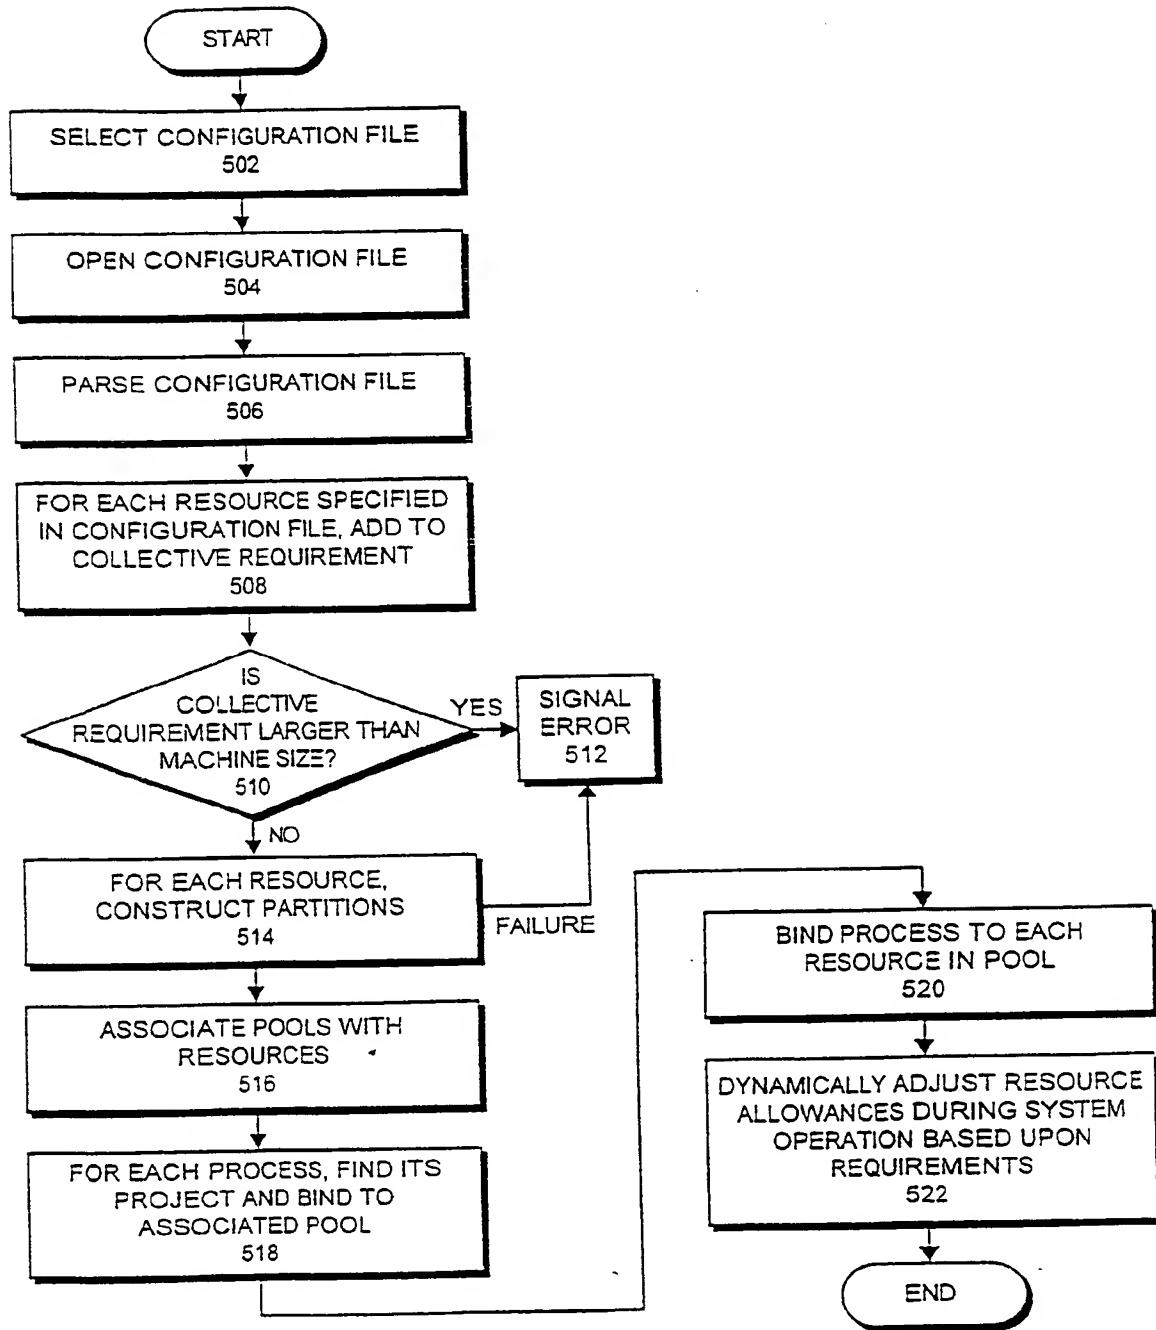 START
SELECT CONFIGURATION FILE
502
OPEN CONFIGURATION FILE
504
PARSE CONFIGURATION FILE
506
FOR EACH RESOURCE SPECIFIED
IN CONFIGURATION FILE, ADD TO
COLLECTIVE REQUIREMENT
508
IS
COLLECTIVE
REQUIREMENT LARGER THAN
MACHINE SIZE?
510
YES
SIGNAL
ERROR
512
NO
FOR EACH RESOURCE,
CONSTRUCT PARTITIONS
514
FAILURE
ASSOCIATE POOLS WITH
RESOURCES
516
FOR EACH PROCESS, FIND ITS
PROJECT AND BIND TO
ASSOCIATED POOL
518
BIND PROCESS TO EACH
RESOURCE IN POOL
520
DYNAMICALLY ADJUST RESOURCE
ALLOWANCES DURING SYSTEM
OPERATION BASED UPON
REQUIREMENTS
522
END